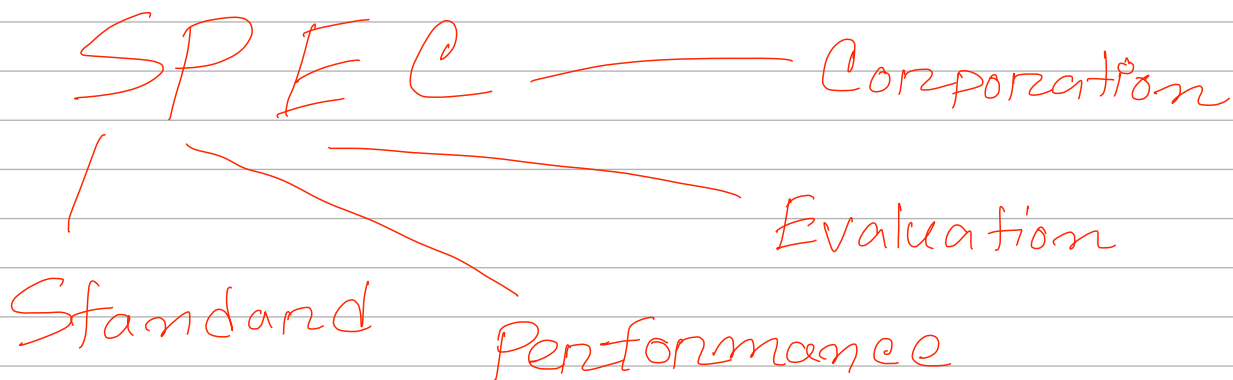 SPEC
Corporation
Evaluation
Standard
Performance